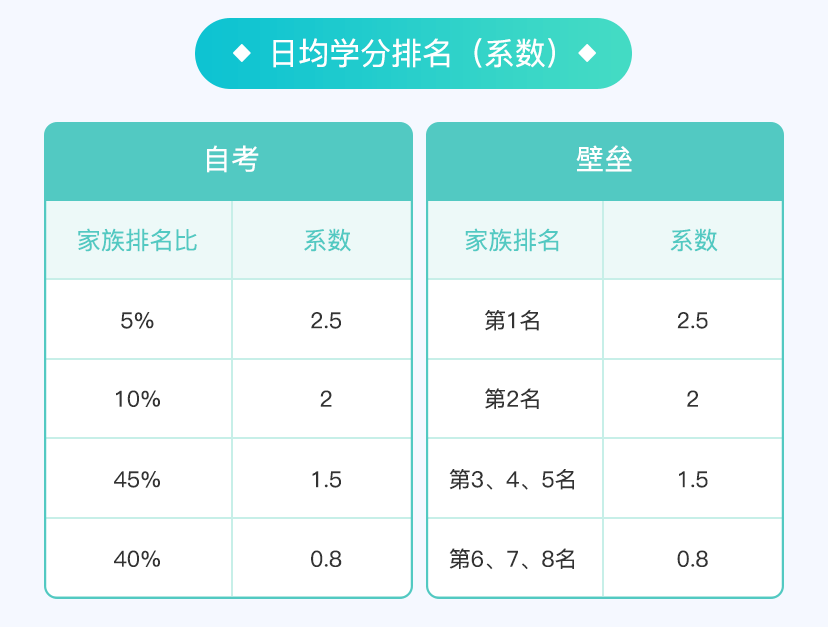 日均学分排名（系数）
自考
家族排名比 系数
5% 2.5
10% 2
45% 1.5
40% 0.8
壁垒
家族排名 系数
第1名 2.5
第2名 2
第3、4、5名 1.5
第6、7、8名 0.8